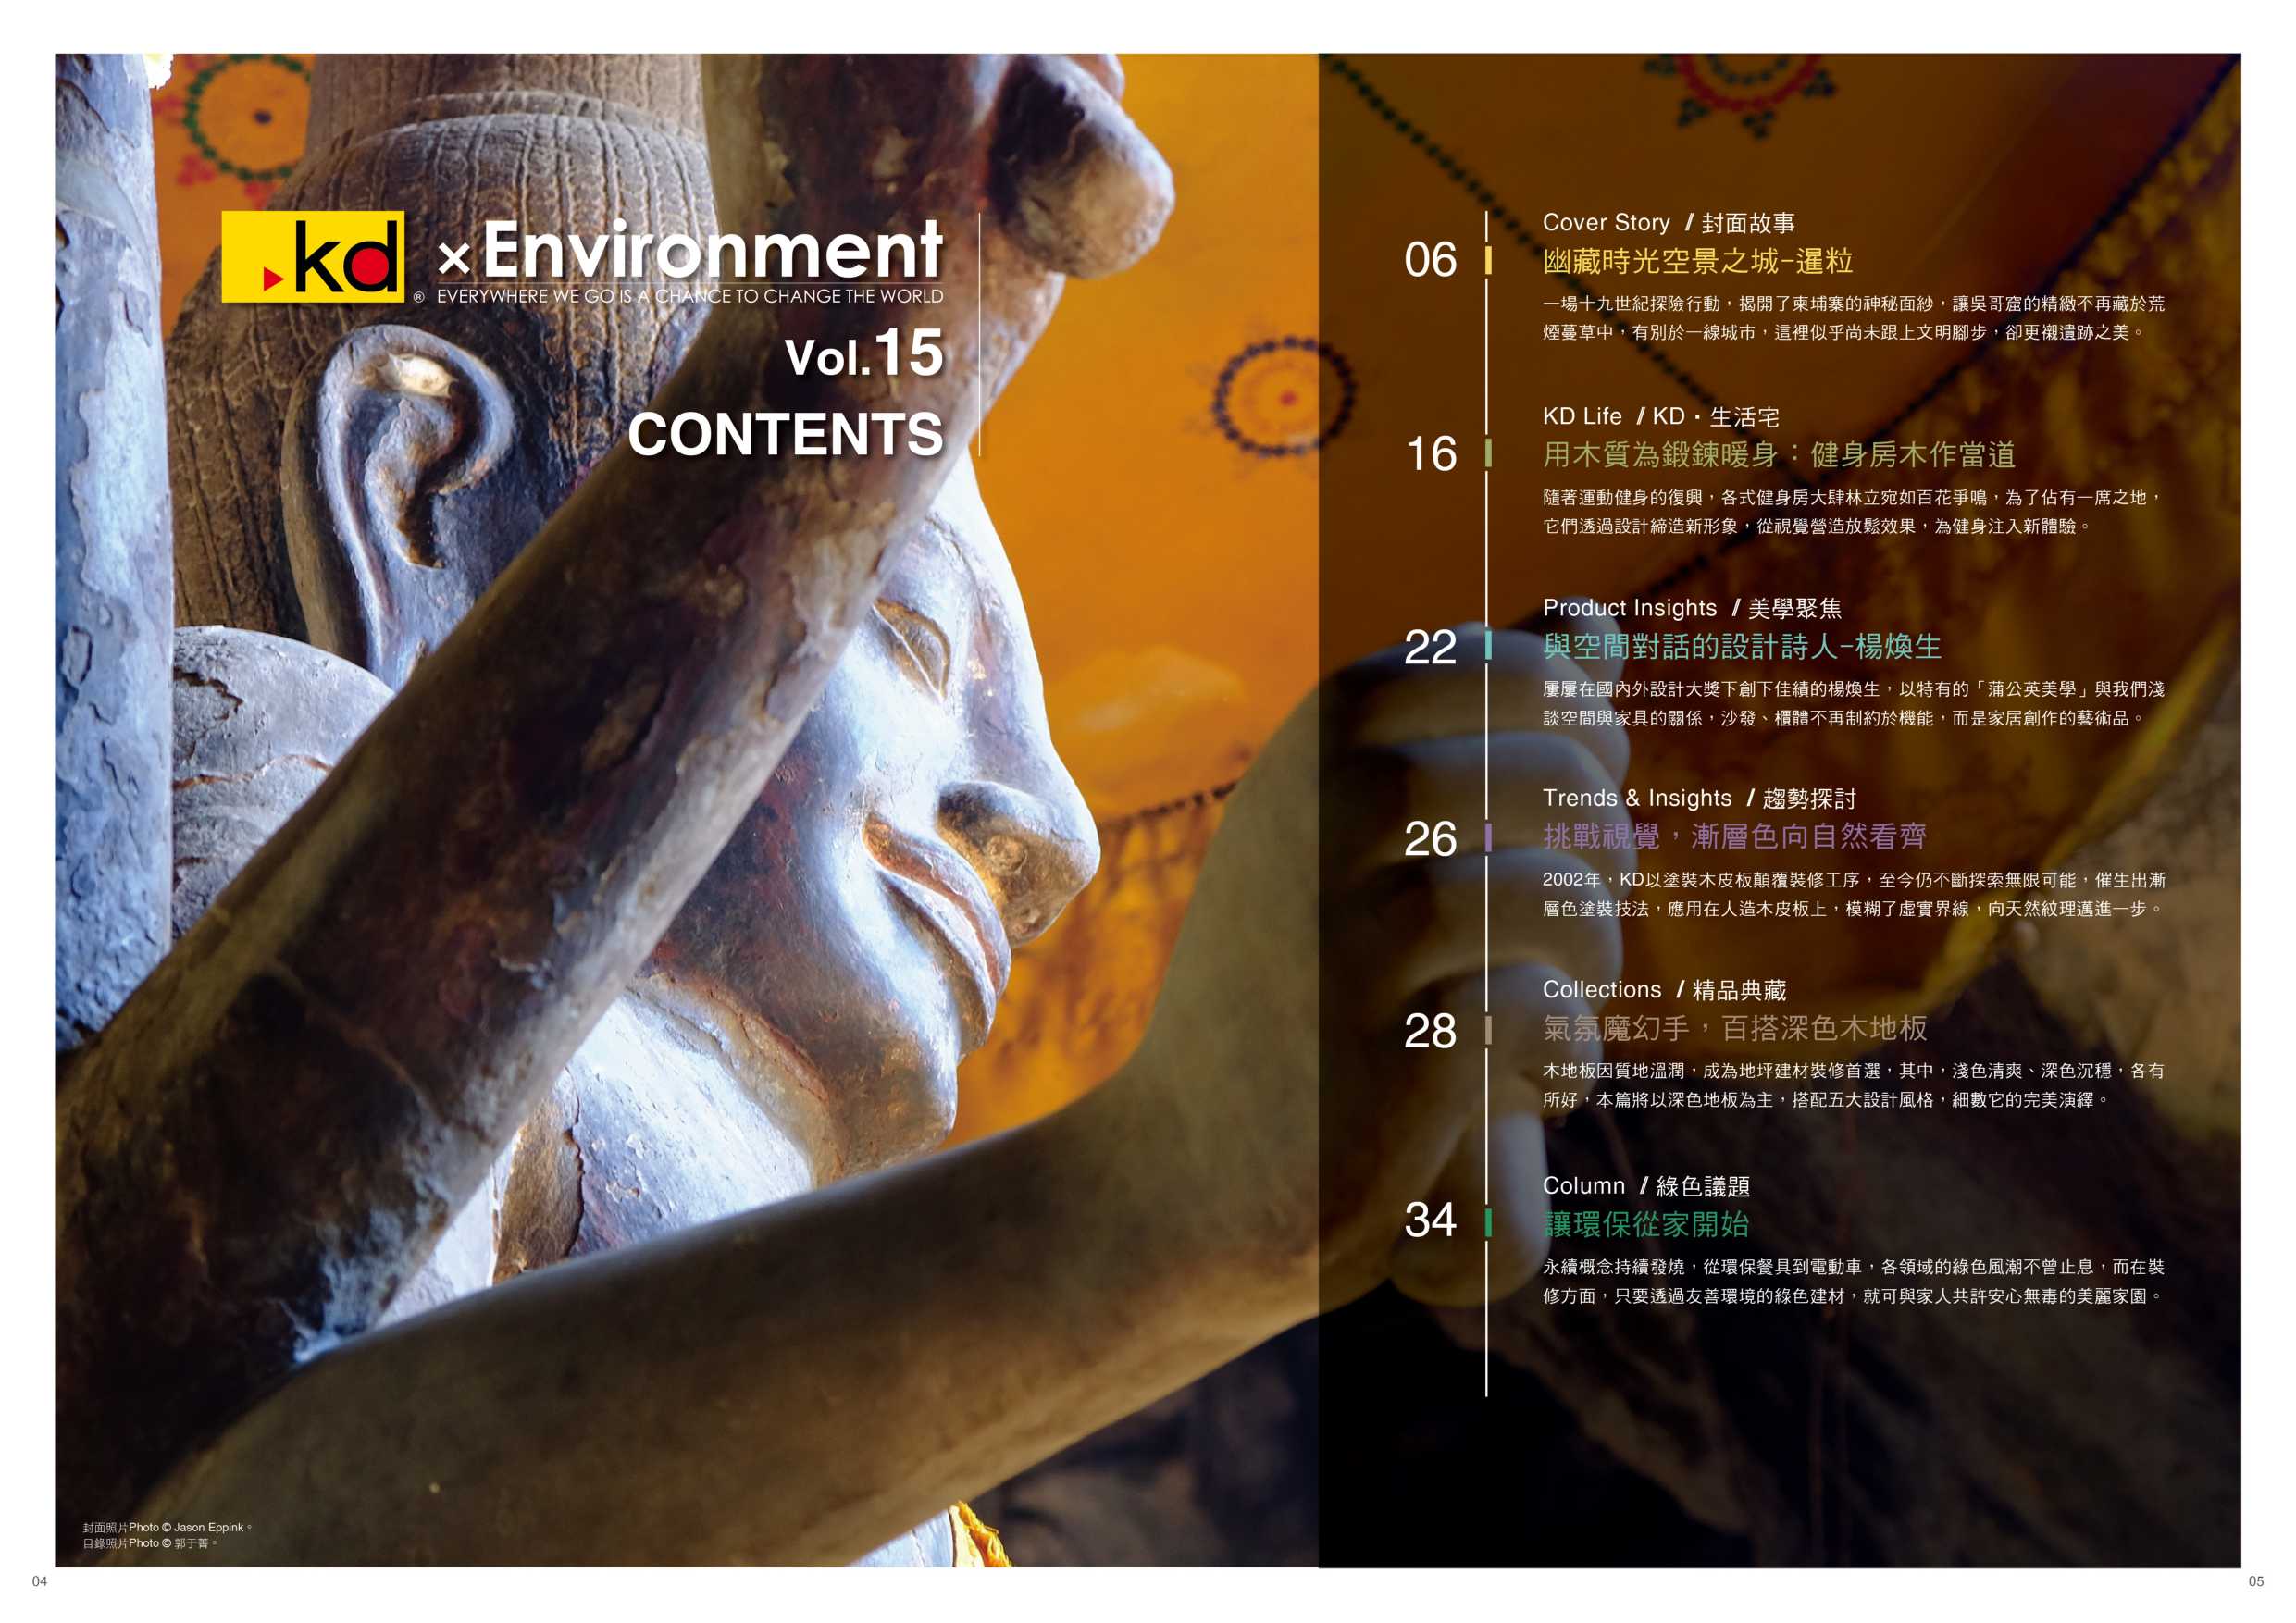 kd ® ×Environment
EVERYWHERE WE GO IS A CHANCE TO CHANGE THE WORLD
Vol.15
CONTENTS
封面照片Photo © Jason Eppink。
目錄照片Photo © 郭于菁。
04
06
Cover Story / 封面故事
幽藏時光空景之城-暹粒
一場十九世紀探險行動，揭開了柬埔寨的神秘面紗，讓吳哥窟的精緻不再藏於荒
煙蔓草中，有別於一線城市，這裡似乎尚未跟上文明腳步，卻更襯遺跡之美。
16
KD Life / KD・生活宅
用木質為鍛鍊暖身：健身房木作當道
隨著運動健身的復興，各式健身房大肆林立宛如百花爭鳴，為了佔有一席之地，
它們透過設計締造新形象，從視覺營造放鬆效果，為健身注入新體驗。
22
Product Insights / 美學聚焦
與空間對話的設計詩人-楊煥生
屢屢在國內外設計大獎下創下佳績的楊煥生，以特有的「蒲公英美學」與我們淺
談空間與家具的關係，沙發、櫃體不再制約於機能，而是家居創作的藝術品。
26
Trends & Insights / 趨勢探討
挑戰視覺，漸層色向自然看齊
2002年，KD以塗裝木皮板顛覆裝修工序，至今仍不斷探索無限可能，催生出漸
層色塗裝技法，應用在人造木皮板上，模糊了虛實界線，向天然紋理邁進一步。
28
Collections / 精品典藏
氣氛魔幻手，百搭深色木地板
木地板因質地溫潤，成為地坪建材裝修首選，其中，淺色清爽、深色沉穩，各有
所好，本篇將以深色地板為主，搭配五大設計風格，細數它的完美演繹。
34
Column / 綠色議題
讓環保從家開始
永續概念持續發燒，從環保餐具到電動車，各領域的綠色風潮不曾止息，而在裝
修方面，只要透過友善環境的綠色建材，就可與家人共許安心無毒的美麗家園。
05